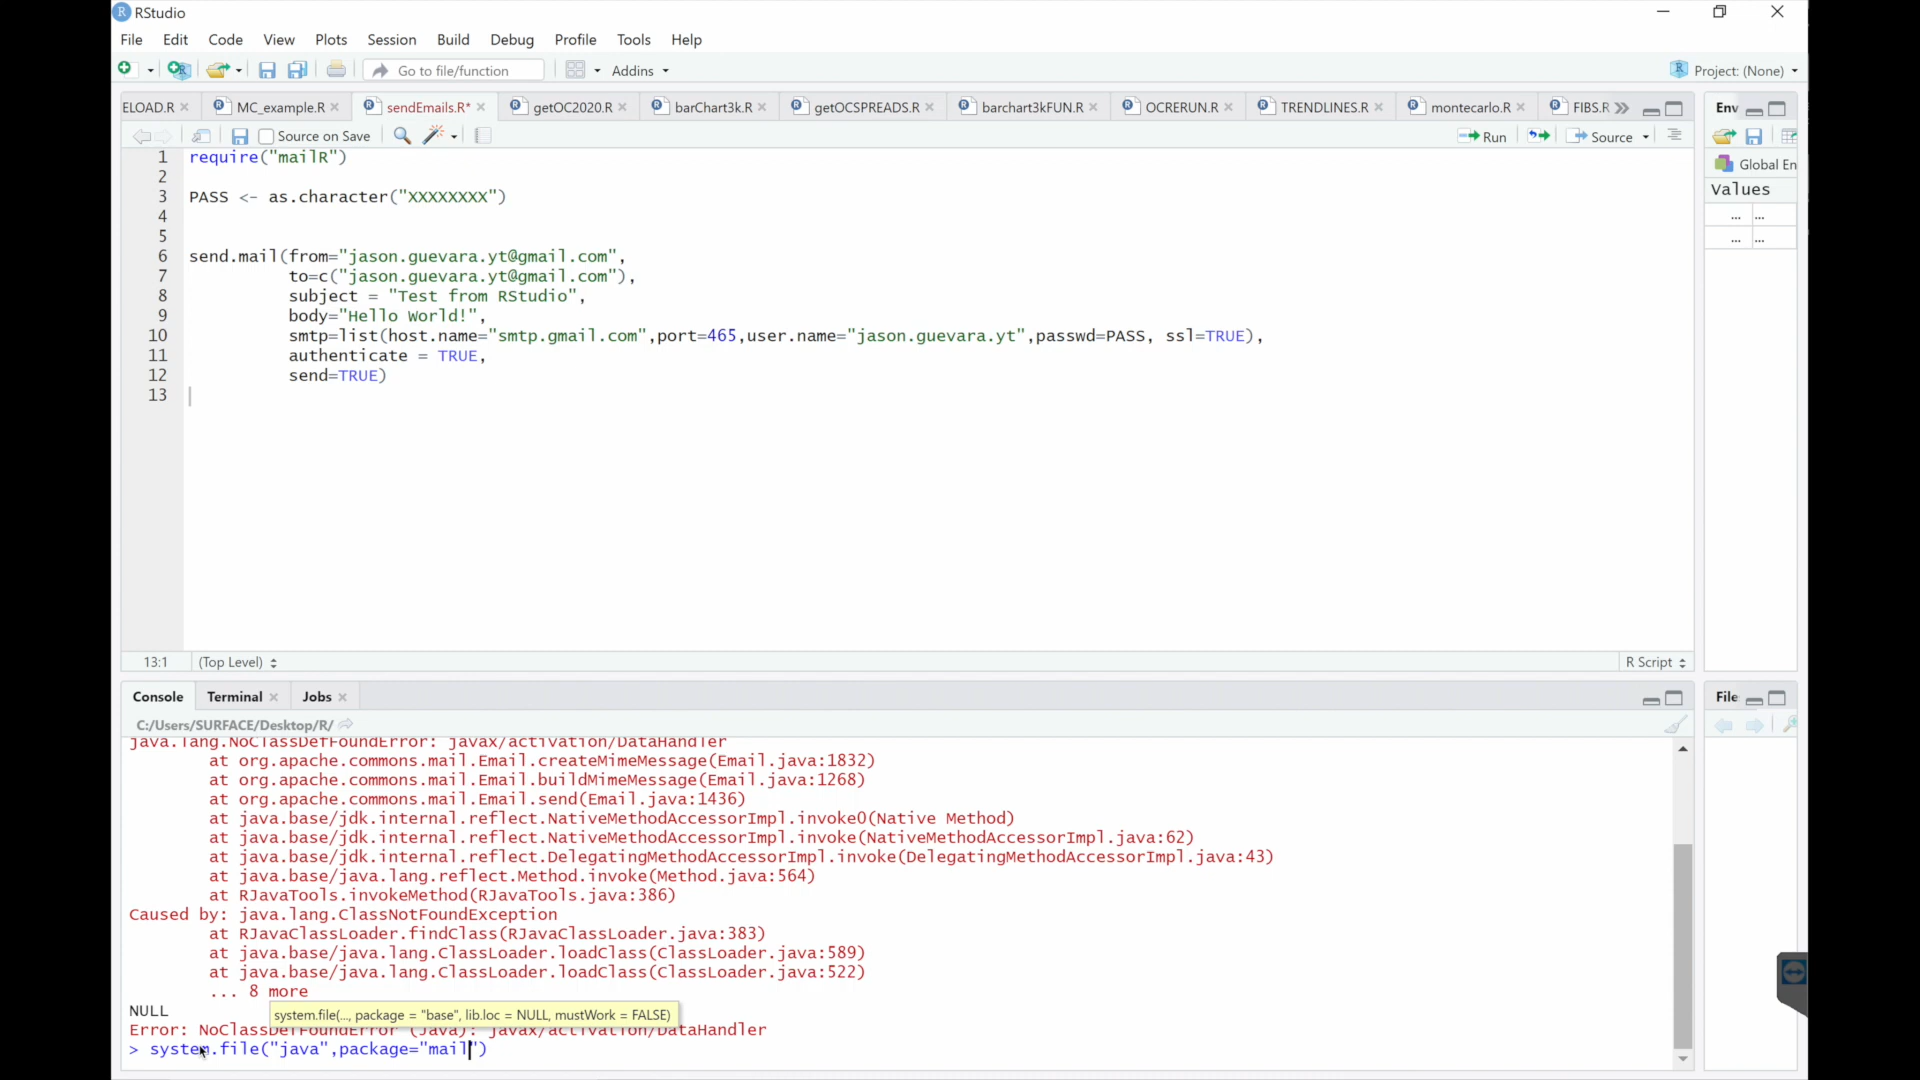 RStudio
File Edit Code View Plots Session Build Debug Profile Tools Help
Go to file/function Addins Project: (None)
ELOAD.R MC_example.R sendEmails.R* getOC2020.R barChart3k.R getOCSPREADS.R barchart3kFUN.R OCRERUN.R TRENDLINES.R montecarlo.R FIBS.R Env
Source on Save Run Source
Global En
Values
... ...
... ...
1 require("mailR")
2
3 PASS <- as.character("XXXXXXXX")
4
5
6 send.mail(from="jason.guevara.yt@gmail.com",
7 to=c("jason.guevara.yt@gmail.com"),
8 subject = "Test from RStudio",
9 body="Hello World!",
10 smtp=list(host.name="smtp.gmail.com",port=465,user.name="jason.guevara.yt",passwd=PASS, ssl=TRUE),
11 authenticate = TRUE,
12 send=TRUE)
13
13:1 (Top Level) R Script
Console Terminal Jobs File
C:/Users/SURFACE/Desktop/R/
java.lang.NoClassDefFoundError: javax/activation/DataHandler
at org.apache.commons.mail.Email.createMimeMessage(Email.java:1832)
at org.apache.commons.mail.Email.buildMimeMessage(Email.java:1268)
at org.apache.commons.mail.Email.send(Email.java:1436)
at java.base/jdk.internal.reflect.NativeMethodAccessorImpl.invoke0(Native Method)
at java.base/jdk.internal.reflect.NativeMethodAccessorImpl.invoke(NativeMethodAccessorImpl.java:62)
at java.base/jdk.internal.reflect.DelegatingMethodAccessorImpl.invoke(DelegatingMethodAccessorImpl.java:43)
at java.base/java.lang.reflect.Method.invoke(Method.java:564)
at RJavaTools.invokeMethod(RJavaTools.java:386)
Caused by: java.lang.ClassNotFoundException
at RJavaClassLoader.findClass(RJavaClassLoader.java:383)
at java.base/java.lang.ClassLoader.loadClass(ClassLoader.java:589)
at java.base/java.lang.ClassLoader.loadClass(ClassLoader.java:522)
... 8 more
NULL
system.file(..., package = "base", lib.loc = NULL, mustWork = FALSE)
Error: NoClassDefFoundError (Java): javax/activation/DataHandler
> system.file("java",package="mail")